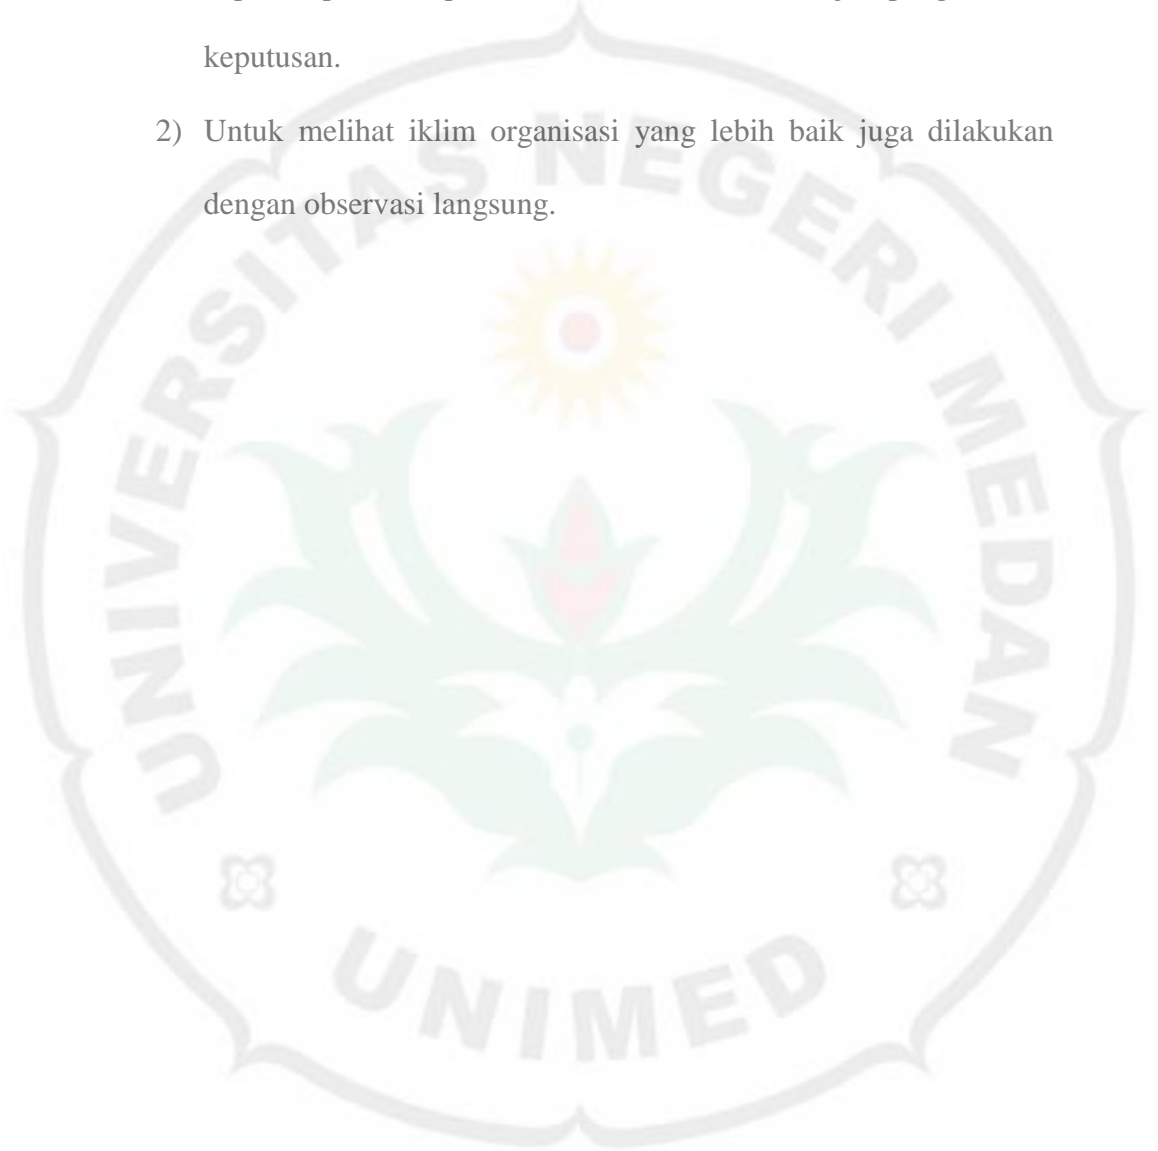 keputusan.
2) Untuk melihat iklim organisasi yang lebih baik juga dilakukan
dengan observasi langsung.
UNIVERSITAS NEGERI MEDAN
UNIMED